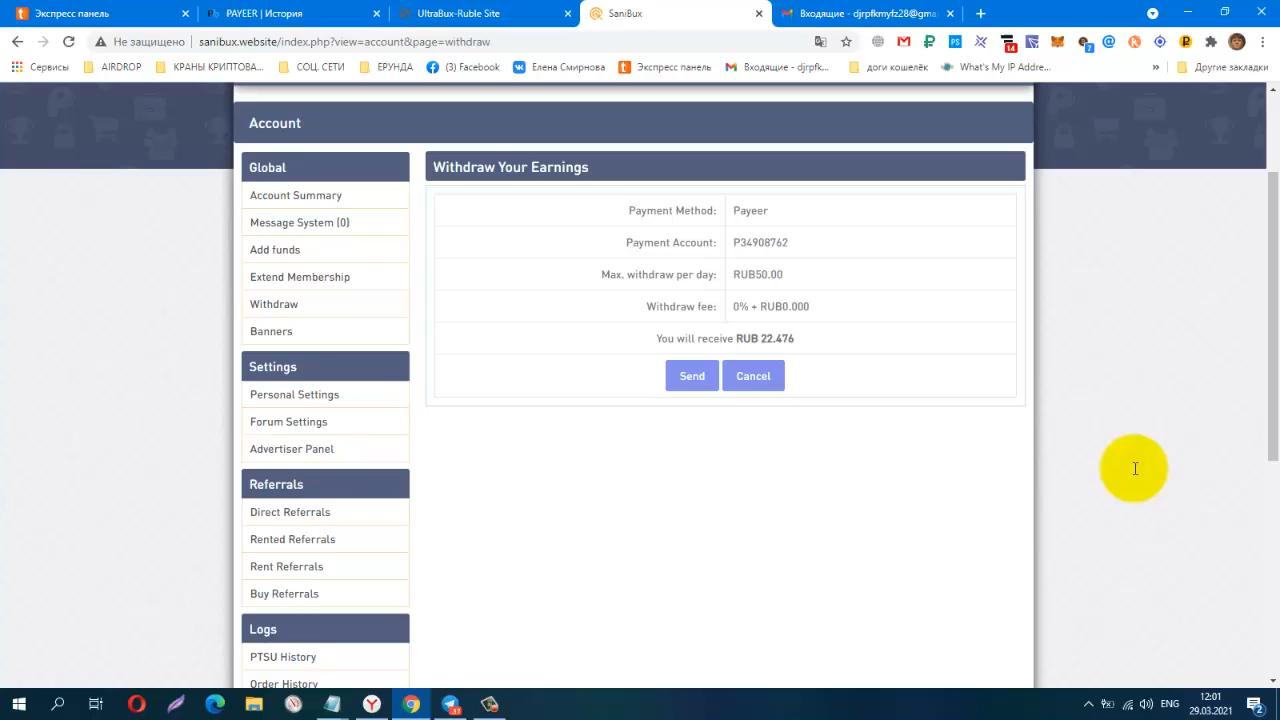 Экспресс панель
PAYEER | История
UltraBux-Ruble Site
SaniBux
Входящие - djrpfkmyfz28@gma
Не защищено
sanibux.website/index.php?view=account&page=withdraw
14
7
Сервисы
AIRDROP
КРАНЫ КРИПТОВА...
СОЦ. СЕТИ
ЕРУНДА
(3) Facebook
Елена Смирнова
Экспресс панель
Входящие - djrpfk...
доги кошелёк
What's My IP Addre...
»
Другие закладки
Account
Global
Account Summary
Message System (0)
Add funds
Extend Membership
Withdraw
Banners
Settings
Personal Settings
Forum Settings
Advertiser Panel
Referrals
Direct Referrals
Rented Referrals
Rent Referrals
Buy Referrals
Logs
PTSU History
Order History
Withdraw Your Earnings
Payment Method: Payeer
Payment Account: P34908762
Max. withdraw per day: RUB50.00
Withdraw fee: 0% + RUB0.000
You will receive RUB 22.476
Send Cancel
ENG
12:01
29.03.2021
2